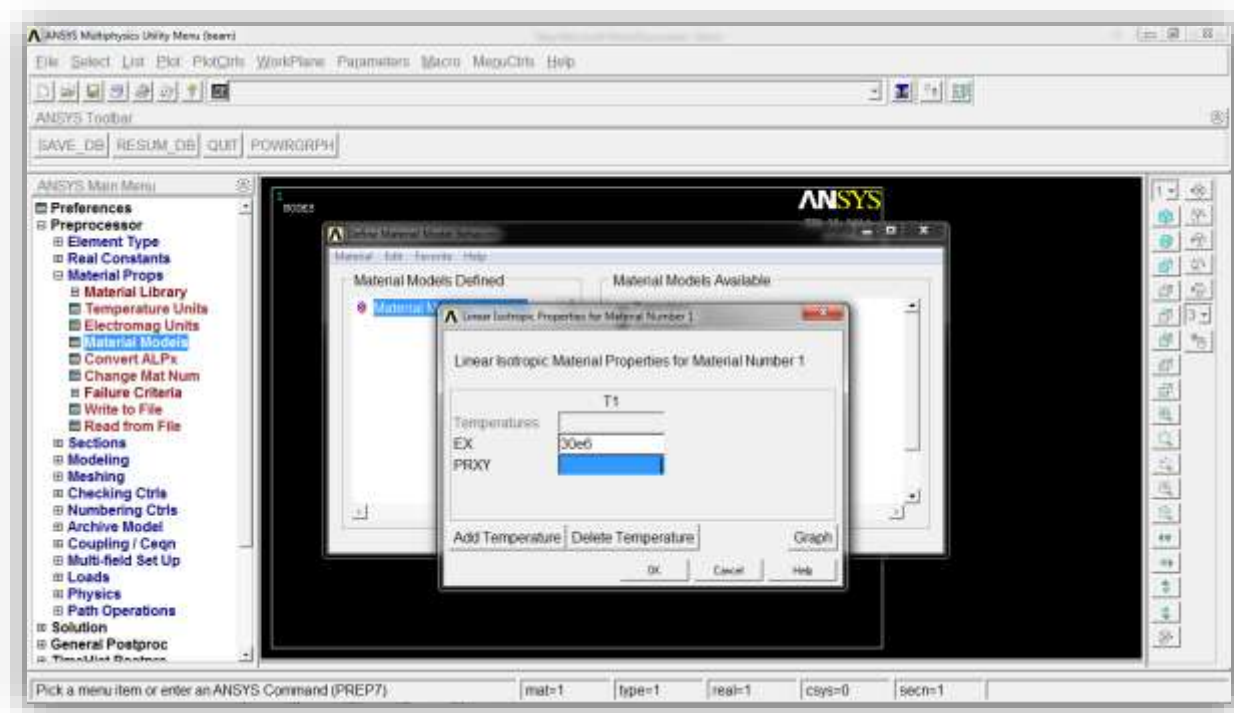 ANSYS Multiphysics Utility Menu (beam)
File Select List Plot PlotCtrls WorkPlane Parameters Macro MenuCtrls Help
ANSYS Toolbar
SAVE_DB RESUM_DB QUIT POWRGRPH
ANSYS Main Menu
Preferences
Preprocessor
Element Type
Real Constants
Material Props
Material Library
Temperature Units
Electromag Units
Material Models
Convert ALPx
Change Mat Num
Failure Criteria
Write to File
Read from File
Sections
Modeling
Meshing
Checking Ctrls
Numbering Ctrls
Archive Model
Coupling / Ceqn
Multi-field Set Up
Loads
Physics
Path Operations
Solution
General Postproc
1
NODES
ANSYS
Define Material Model Behavior
Material Edit Favorite Help
Material Models Defined
Material Models Available
Linear Isotropic Properties for Material Number 1
Linear Isotropic Material Properties for Material Number 1
T1
Temperatures
EX 30e6
PRXY
Add Temperature Delete Temperature Graph
OK Cancel Help
1
3
Pick a menu item or enter an ANSYS Command (PREP7) mat=1 type=1 real=1 csys=0 secn=1